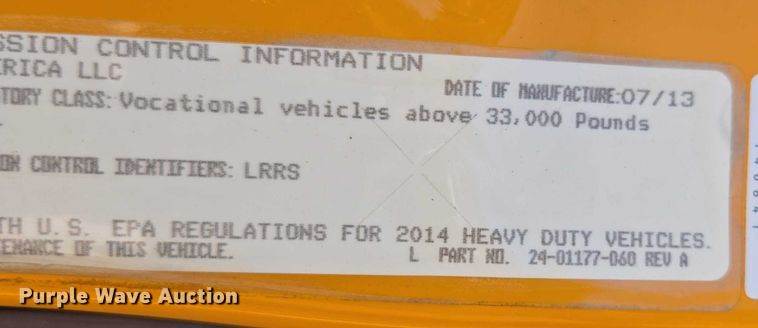 SSION CONTROL INFORMATION
RICA LLC
DATE OF MANUFACTURE: 07/13
TORY CLASS: Vocational vehicles above 33,000 Pounds
ON CONTROL IDENTIFIERS: LRRS
TH U.S. EPA REGULATIONS FOR 2014 HEAVY DUTY VEHICLES.
ENANCE OF THIS VEHICLE.
L PART NO. 24-01177-060 REV A
Purple Wave Auction